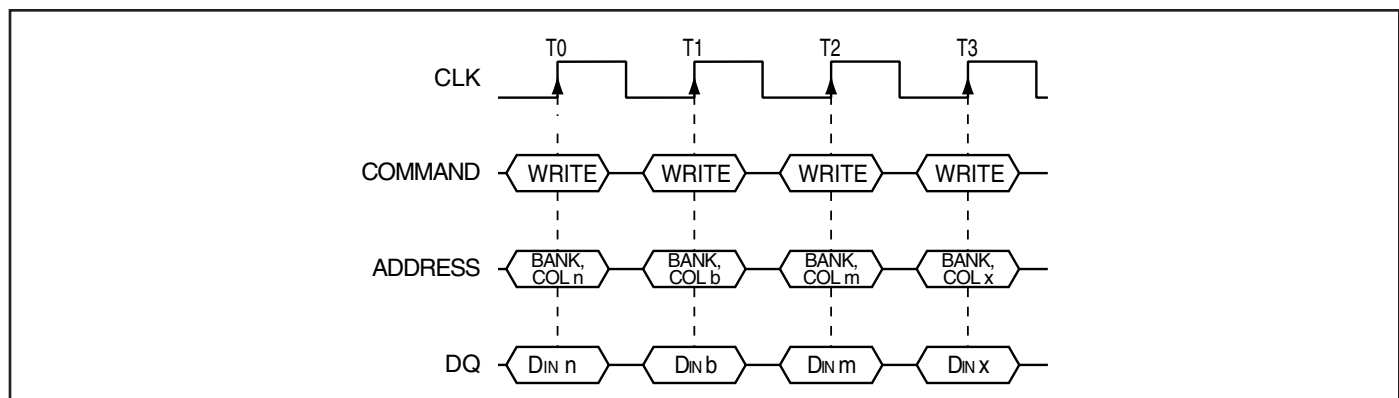 T0 T1 T2 T3
CLK
COMMAND WRITE WRITE WRITE WRITE
ADDRESS BANK, COL n BANK, COL b BANK, COL m BANK, COL x
DQ DIN n DIN b DIN m DIN x